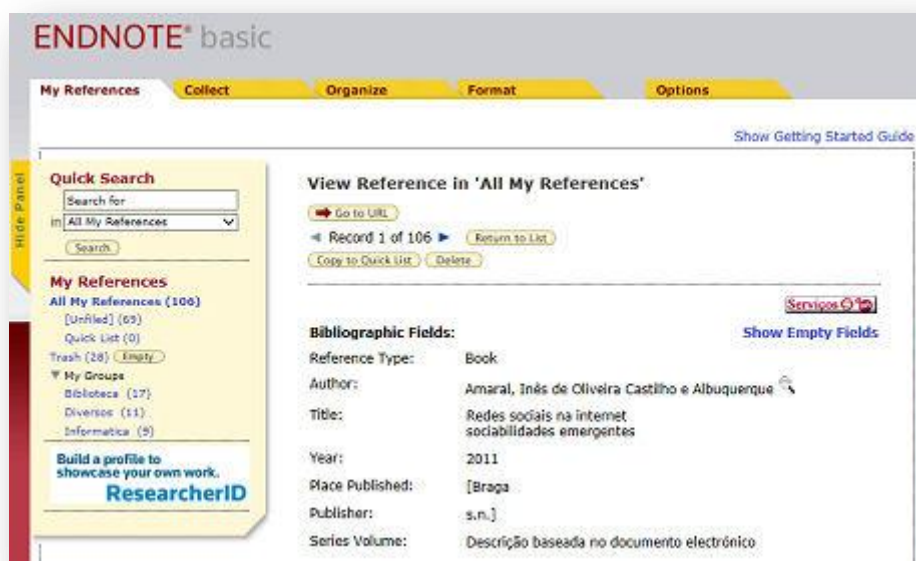 ENDNOTE® basic
My References Collect Organize Format Options
Show Getting Started Guide
Hide Panel
Quick Search
Search for
in All My References
Search
My References
All My References (106)
[Unfiled] (69)
Quick List (0)
Trash (28) Empty
▼ My Groups
Biblioteca (17)
Diversos (11)
Informatica (9)
Build a profile to
showcase your own work.
ResearcherID
View Reference in 'All My References'
Go to URL
Record 1 of 106 Return to List
Copy to Quick List Delete
Serviços
Bibliographic Fields: Show Empty Fields
Reference Type: Book
Author: Amaral, Inês de Oliveira Castilho e Albuquerque
Title: Redes sociais na internet
sociabilidades emergentes
Year: 2011
Place Published: [Braga
Publisher: s.n.]
Series Volume: Descrição baseada no documento electrónico